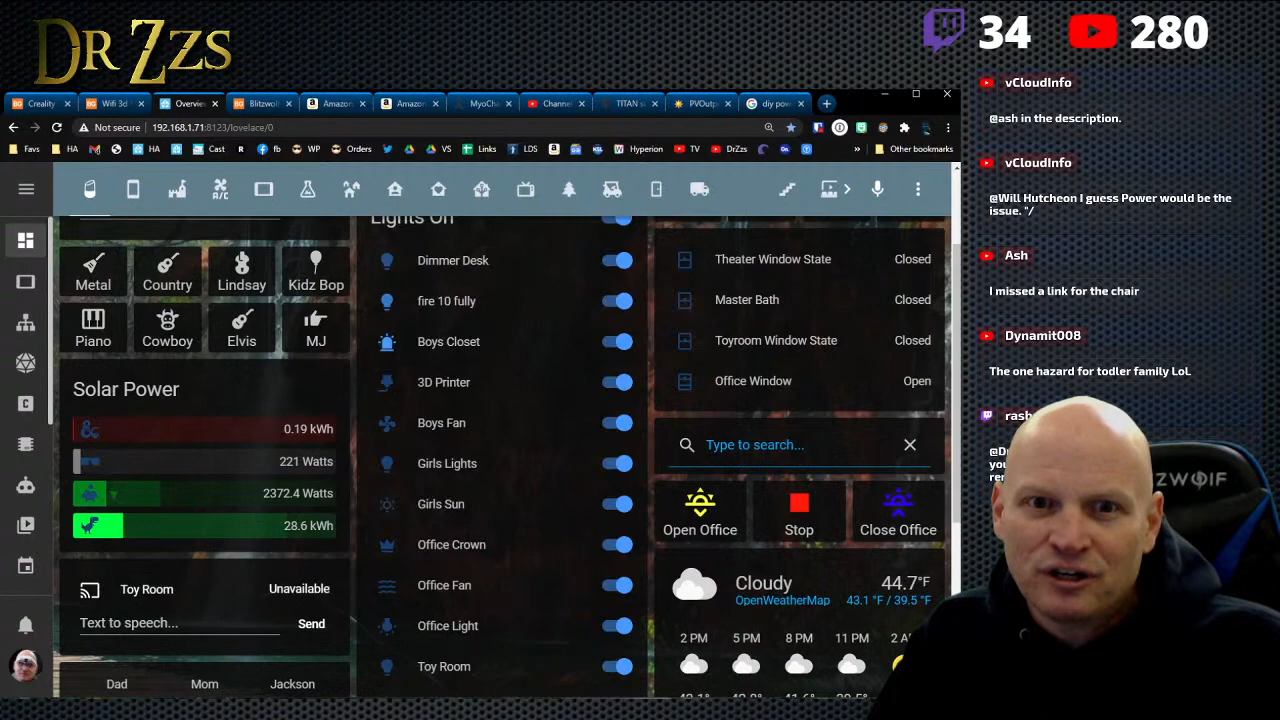 DR ZZS
34
280
Creality
Wifi 3d
Overvie
Blitzwol
Amazon
Amazon
MyoCha
Channel
TITAN s
PVOutp
diy pow
Not secure
192.168.1.71:8123/lovelace/0
Favs
HA
HA
Cast
fb
WP
Orders
DrZzs
VS
Links
LDS
Hyperion
TV
DrZzs
Other bookmarks
A/C
Metal
Country
Lindsay
Kidz Bop
Piano
Cowboy
Elvis
MJ
Solar Power
0.19 kWh
221 Watts
2372.4 Watts
28.6 kWh
Toy Room
Unavailable
Text to speech...
Send
Dad
Mom
Jackson
Lights On
Dimmer Desk
fire 10 fully
Boys Closet
3D Printer
Boys Fan
Girls Lights
Girls Sun
Office Crown
Office Fan
Office Light
Toy Room
Theater Window State
Closed
Master Bath
Closed
Toyroom Window State
Closed
Office Window
Open
Type to search...
Open Office
Stop
Close Office
Cloudy
44.7°F
OpenWeatherMap
43.1 °F / 39.5 °F
2 PM
5 PM
8 PM
11 PM
2 A
vCloudInfo
@ash in the description.
vCloudInfo
@Will Hutcheon I guess Power would be the
issue. "/
Ash
I missed a link for the chair
Dynamit008
The one hazard for todler family LoL
rash
ZWOLF